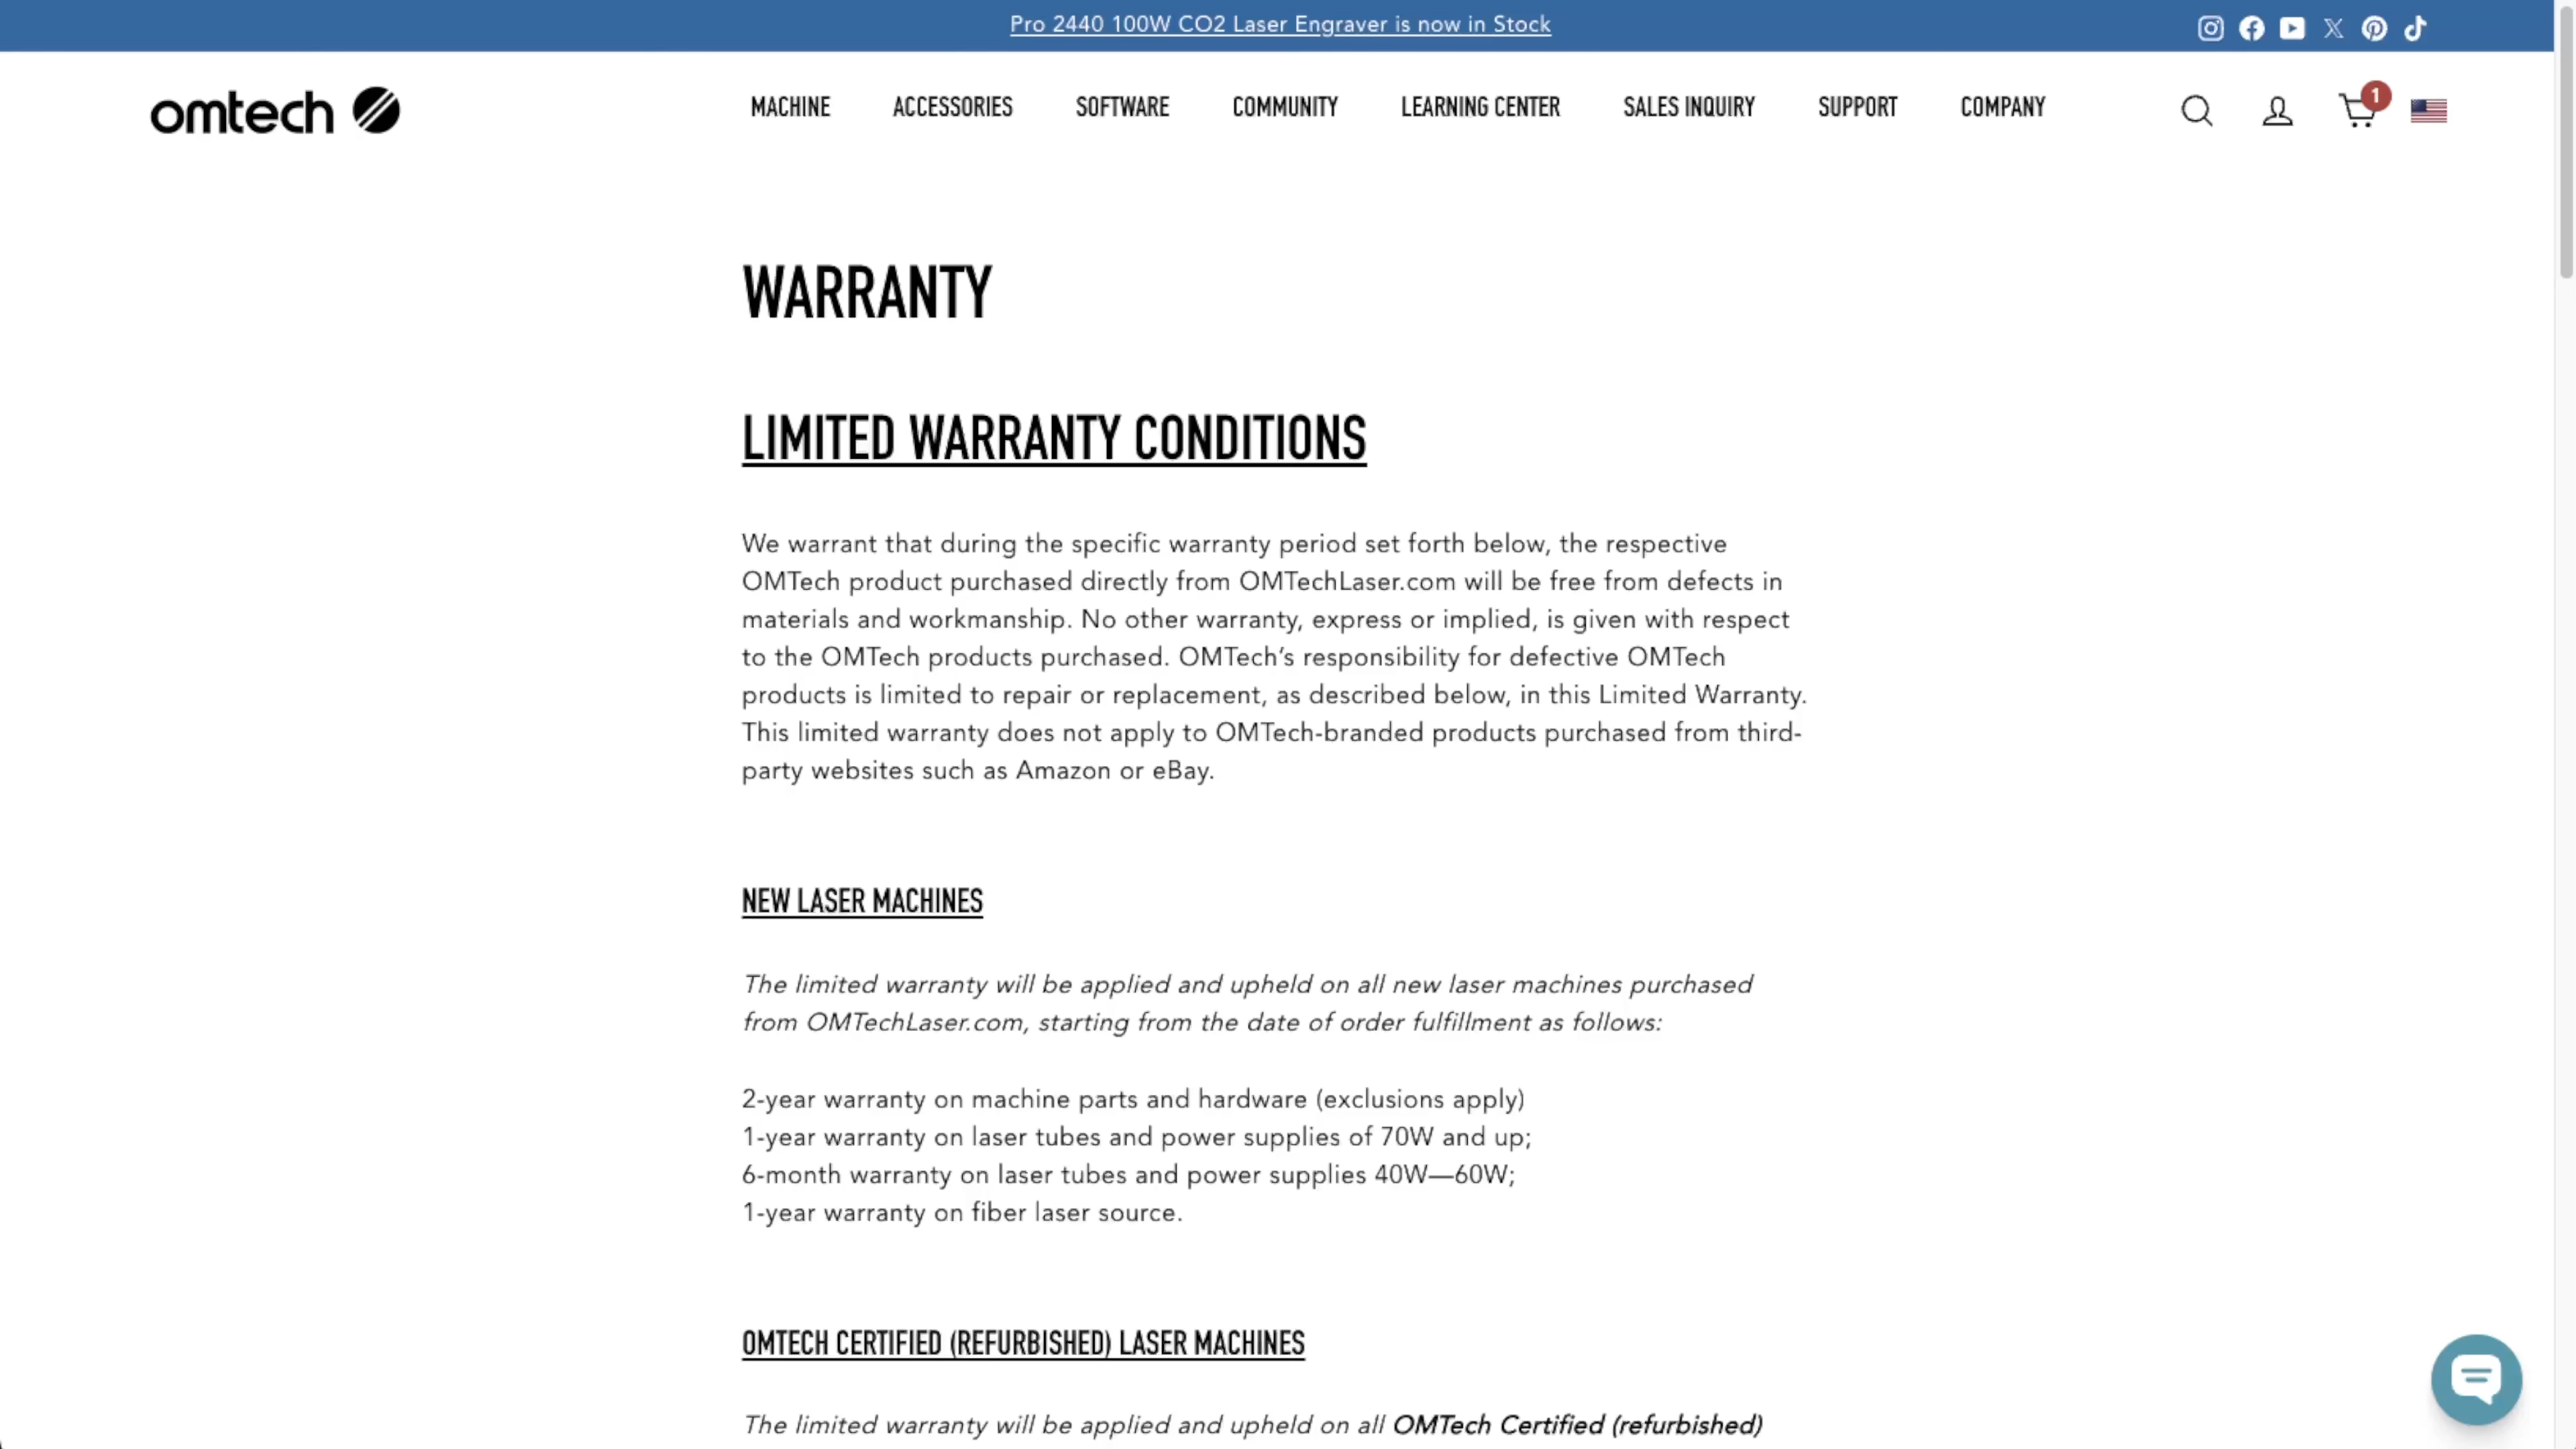 Pro 2440 100W CO2 Laser Engraver is now in Stock
omtech
MACHINE ACCESSORIES SOFTWARE COMMUNITY LEARNING CENTER SALES INQUIRY SUPPORT COMPANY
1
WARRANTY
LIMITED WARRANTY CONDITIONS
We warrant that during the specific warranty period set forth below, the respective
OMTech product purchased directly from OMTechLaser.com will be free from defects in
materials and workmanship. No other warranty, express or implied, is given with respect
to the OMTech products purchased. OMTech’s responsibility for defective OMTech
products is limited to repair or replacement, as described below, in this Limited Warranty.
This limited warranty does not apply to OMTech-branded products purchased from third-
party websites such as Amazon or eBay.
NEW LASER MACHINES
The limited warranty will be applied and upheld on all new laser machines purchased
from OMTechLaser.com, starting from the date of order fulfillment as follows:
2-year warranty on machine parts and hardware (exclusions apply)
1-year warranty on laser tubes and power supplies of 70W and up;
6-month warranty on laser tubes and power supplies 40W—60W;
1-year warranty on fiber laser source.
OMTECH CERTIFIED (REFURBISHED) LASER MACHINES
The limited warranty will be applied and upheld on all OMTech Certified (refurbished)